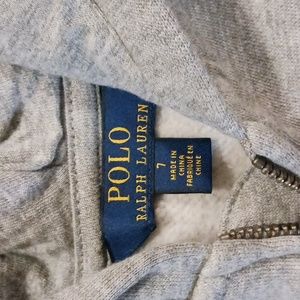 POLO
RALPH LAUREN
7
MADE IN
CHINA
FABRIQUÉ EN
CHINE